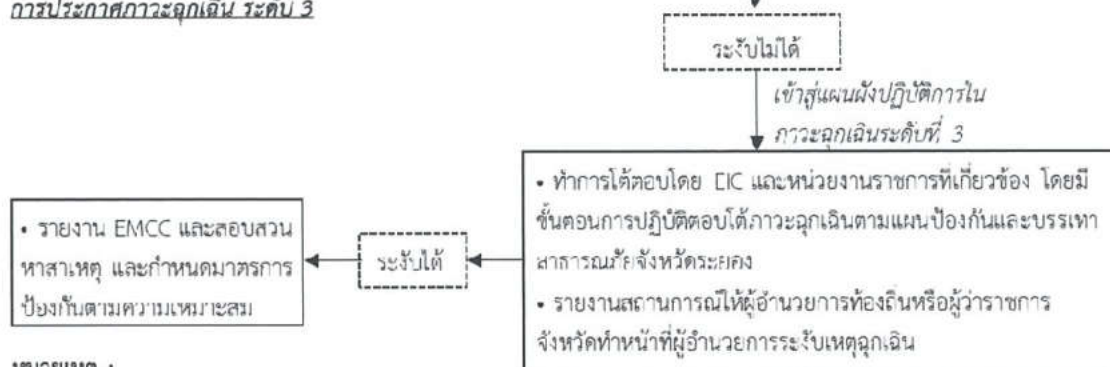 การประกาศภาวะฉุกเฉิน ระดับ 3
ระงับไม่ได้
เข้าสู่แผนผังปฏิบัติการใน
ภาวะฉุกเฉินระดับที่ 3
• ทำการโต้ตอบโดย EIC และหน่วยงานราชการที่เกี่ยวข้อง โดยมี
ขั้นตอนการปฏิบัติตอบโต้ภาวะฉุกเฉินตามแผนป้องกันและบรรเทา
สาธารณภัยจังหวัดระยอง
• รายงานสถานการณ์ให้ผู้อำนวยการท้องถิ่นหรือผู้ว่าราชการ
จังหวัดทำหน้าที่ผู้อำนวยการระงับเหตุฉุกเฉิน
ระงับได้
• รายงาน EMCC และสอบสวน
หาสาเหตุ และกำหนดมาตรการ
ป้องกันตามความเหมาะสม
หมายเหตุ :